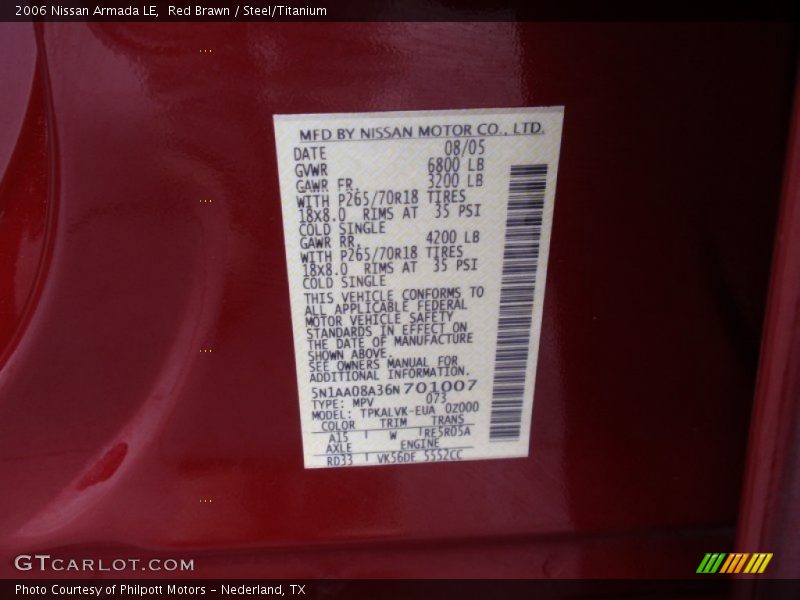 2006 Nissan Armada LE,  Red Brawn / Steel/Titanium
MFD BY NISSAN MOTOR CO., LTD.
DATE 08/05
GVWR 6800 LB
GAWR FR. 3200 LB
WITH P265/70R18 TIRES
18X8.0 RIMS AT 35 PSI
COLD SINGLE
GAWR RR. 4200 LB
WITH P265/70R18 TIRES
18X8.0 RIMS AT 35 PSI
COLD SINGLE
THIS VEHICLE CONFORMS TO
ALL APPLICABLE FEDERAL
MOTOR VEHICLE SAFETY
STANDARDS IN EFFECT ON
THE DATE OF MANUFACTURE
SHOWN ABOVE.
SEE OWNERS MANUAL FOR
ADDITIONAL INFORMATION.
5N1AA08A36N701007
TYPE: MPV 073
MODEL: TPKALVK-EUA 0Z000
COLOR TRIM TRANS
A15 W RE5R05A
AXLE ENGINE
RD33 VK56DE 5552CC
GTCARLOT.COM
Photo Courtesy of Philpott Motors - Nederland, TX